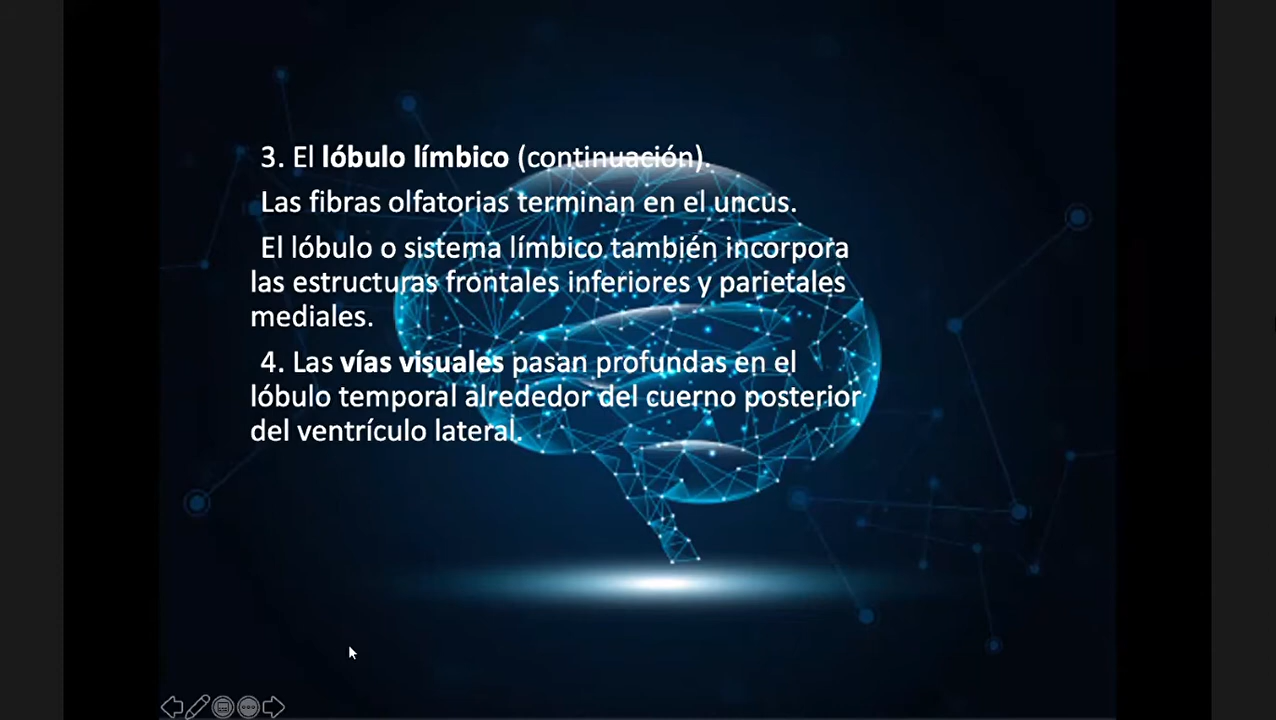 3. El lóbulo límbico (continuación).
Las fibras olfatorias terminan en el uncus.
El lóbulo o sistema límbico también incorpora
las estructuras frontales inferiores y parietales
mediales.
4. Las vías visuales pasan profundas en el
lóbulo temporal alrededor del cuerno posterior
del ventrículo lateral.